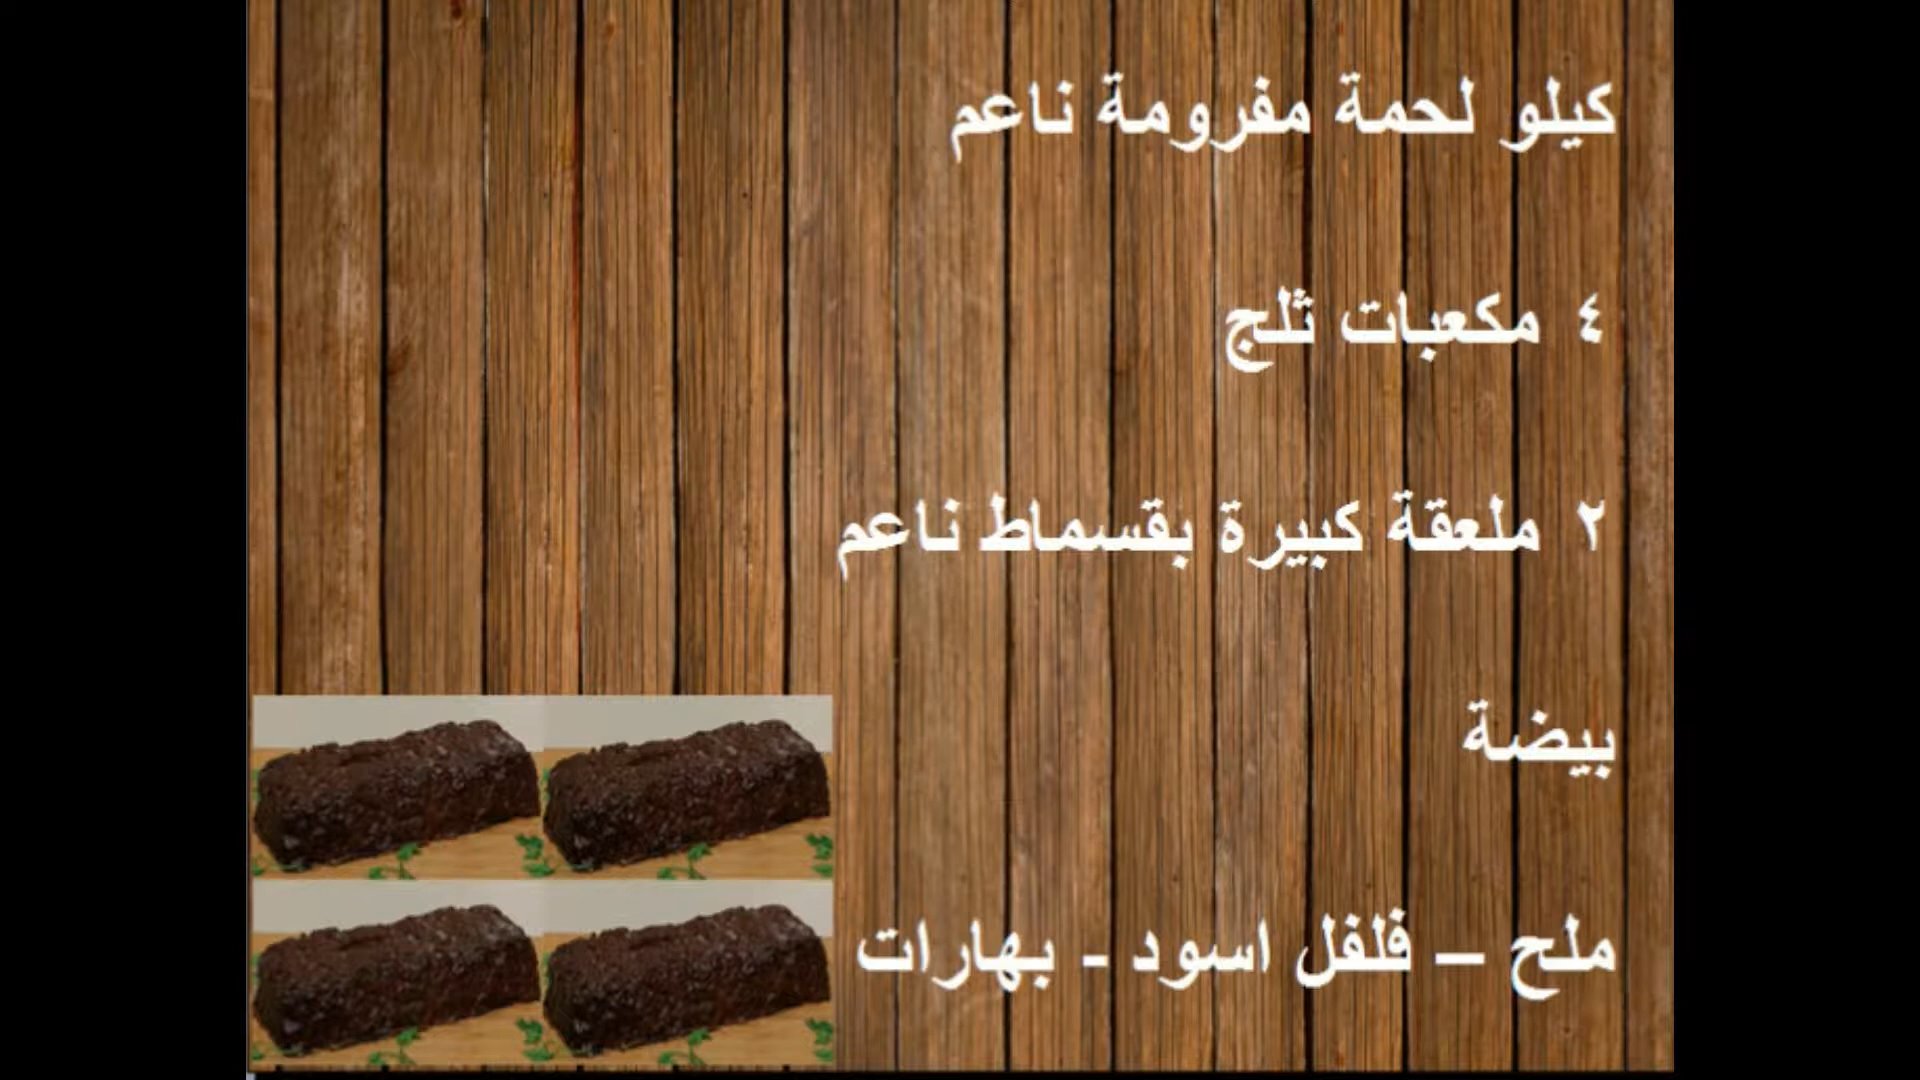 كيلو لحمة مفرومة ناعم
٤ مكعبات ثلج
٢ ملعقة كبيرة بقسماط ناعم
بيضة
ملح – فلفل اسود - بهارات